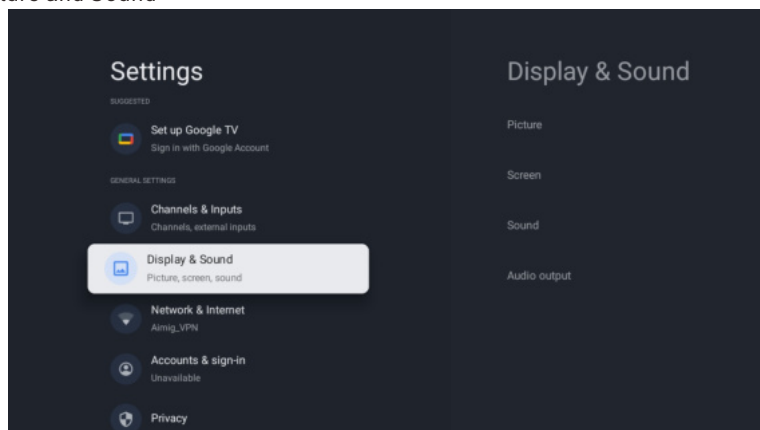 Settings
SUGGESTED
Set up Google TV
Sign in with Google Account
GENERAL SETTINGS
Channels & Inputs
Channels, external inputs
Display & Sound
Picture, screen, sound
Network & Internet
Aimig_VPN
Accounts & sign-in
Unavailable
Privacy
Display & Sound
Picture
Screen
Sound
Audio output